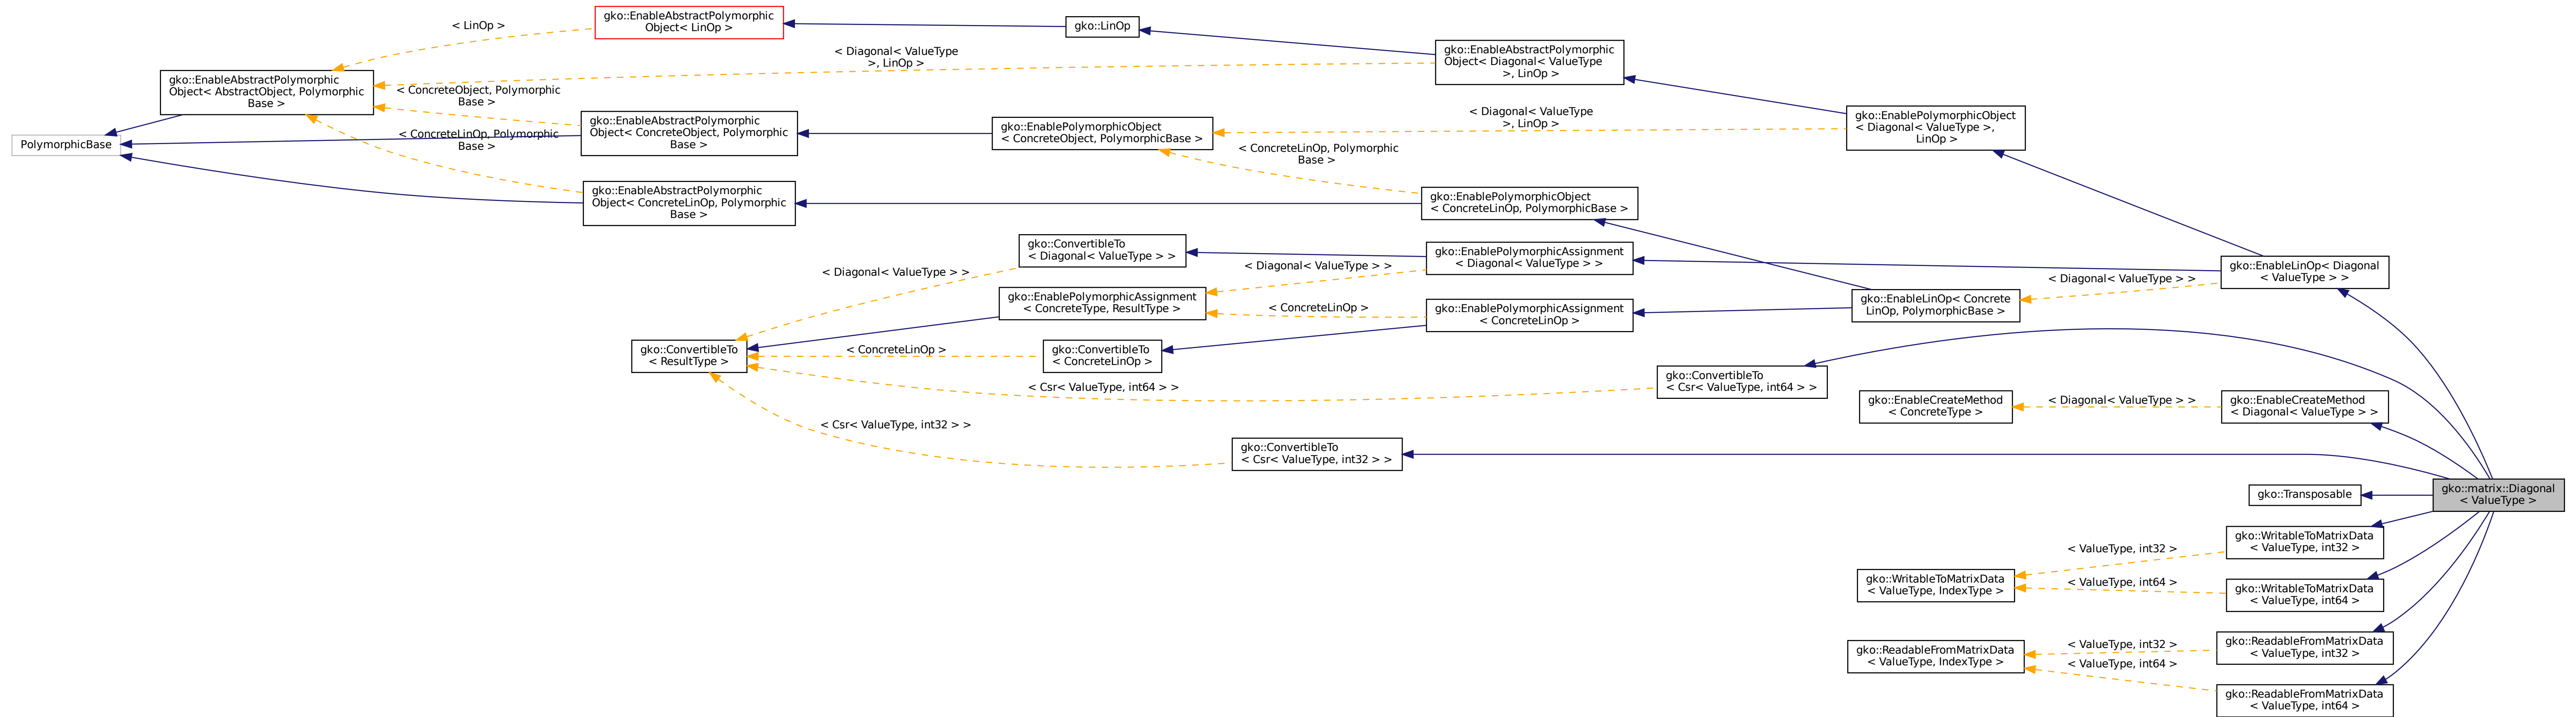 gko::EnableAbstractPolymorphic
Object< LinOp >
< LinOp >
gko::LinOp
gko::EnableAbstractPolymorphic
Object< Diagonal< ValueType
>, LinOp >
< Diagonal< ValueType
>, LinOp >
gko::EnableAbstractPolymorphic
Object< AbstractObject, Polymorphic
Base >
< ConcreteObject, Polymorphic
Base >
gko::EnableAbstractPolymorphic
Object< ConcreteObject, Polymorphic
Base >
gko::EnablePolymorphicObject
< ConcreteObject, PolymorphicBase >
< Diagonal< ValueType
>, LinOp >
gko::EnablePolymorphicObject
< Diagonal< ValueType >,
LinOp >
PolymorphicBase
< ConcreteLinOp, Polymorphic
Base >
< ConcreteLinOp, Polymorphic
Base >
gko::EnableAbstractPolymorphic
Object< ConcreteLinOp, Polymorphic
Base >
gko::EnablePolymorphicObject
< ConcreteLinOp, PolymorphicBase >
gko::ConvertibleTo
< Diagonal< ValueType > >
gko::EnablePolymorphicAssignment
< Diagonal< ValueType > >
gko::EnableLinOp< Diagonal
< ValueType > >
< Diagonal< ValueType > >
< Diagonal< ValueType > >
< Diagonal< ValueType > >
gko::EnablePolymorphicAssignment
< ConcreteType, ResultType >
< ConcreteLinOp >
gko::EnablePolymorphicAssignment
< ConcreteLinOp >
gko::EnableLinOp< Concrete
LinOp, PolymorphicBase >
gko::ConvertibleTo
< ResultType >
< ConcreteLinOp >
gko::ConvertibleTo
< ConcreteLinOp >
< Csr< ValueType, int64 > >
gko::ConvertibleTo
< Csr< ValueType, int64 > >
gko::EnableCreateMethod
< ConcreteType >
< Diagonal< ValueType > >
gko::EnableCreateMethod
< Diagonal< ValueType > >
< Csr< ValueType, int32 > >
gko::ConvertibleTo
< Csr< ValueType, int32 > >
gko::Transposable
gko::matrix::Diagonal
< ValueType >
gko::WritableToMatrixData
< ValueType, int32 >
< ValueType, int32 >
gko::WritableToMatrixData
< ValueType, IndexType >
< ValueType, int64 >
gko::WritableToMatrixData
< ValueType, int64 >
gko::ReadableFromMatrixData
< ValueType, int32 >
< ValueType, int32 >
gko::ReadableFromMatrixData
< ValueType, IndexType >
< ValueType, int64 >
gko::ReadableFromMatrixData
< ValueType, int64 >